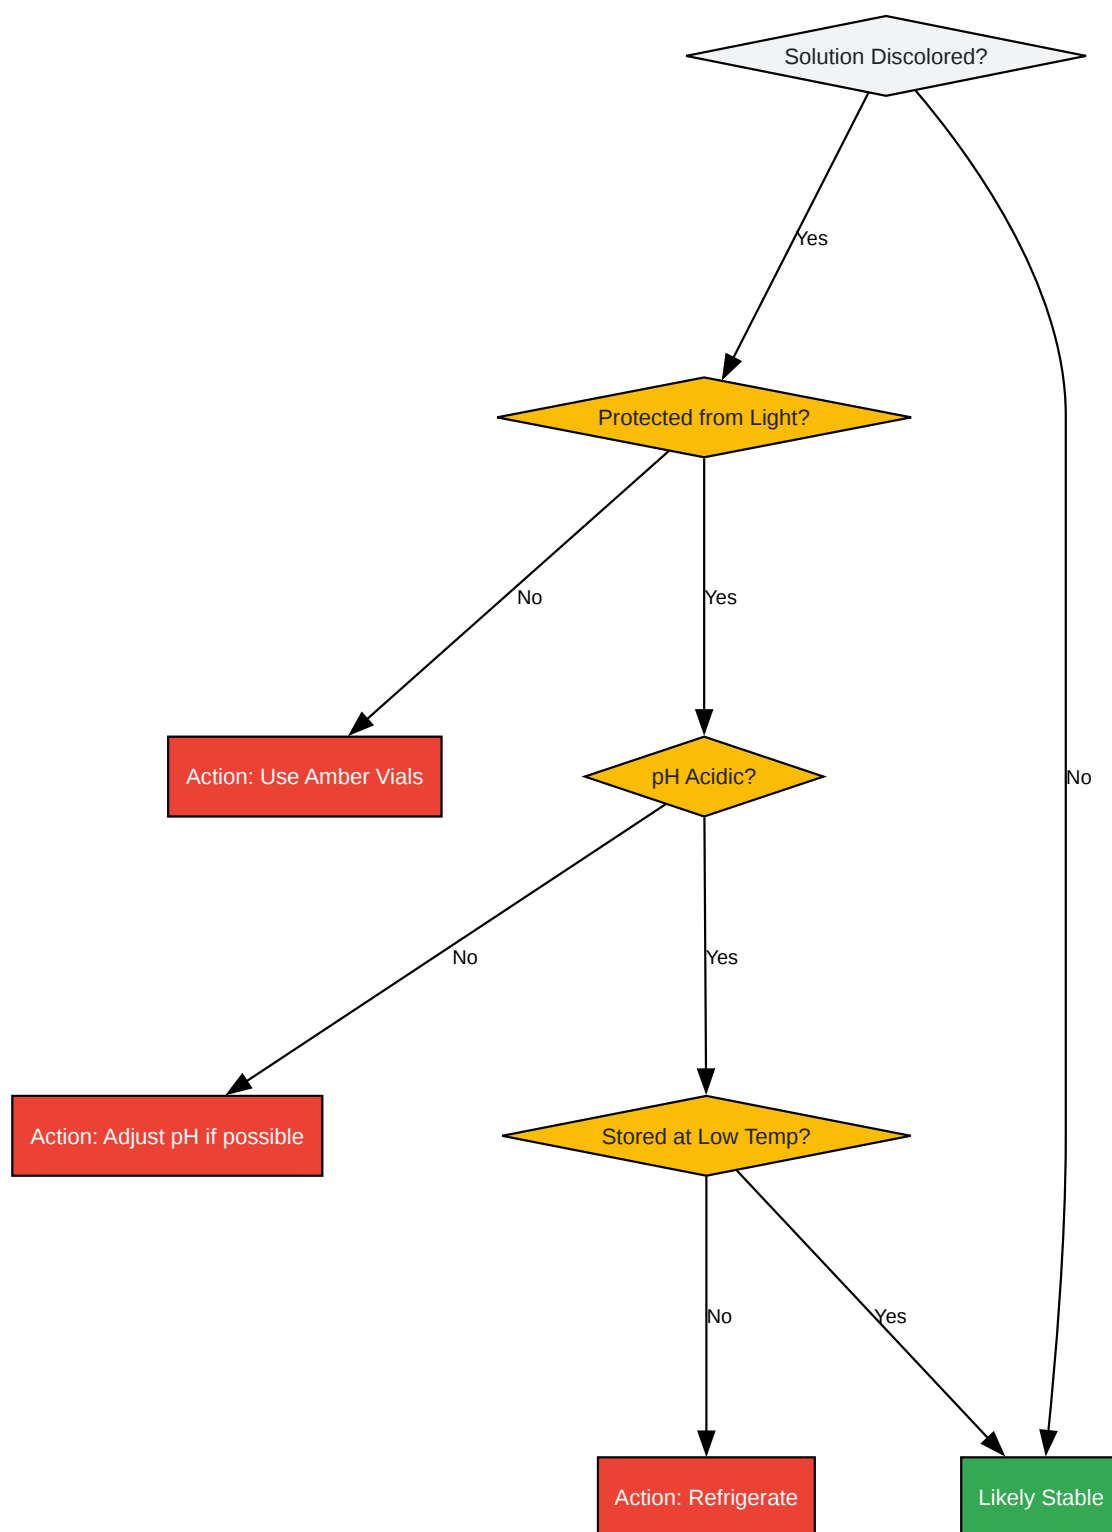 Solution Discolored?
Yes
Protected from Light?
No
Yes
Action: Use Amber Vials
pH Acidic?
No
No
Yes
Action: Adjust pH if possible
Stored at Low Temp?
No
Yes
Action: Refrigerate
Likely Stable